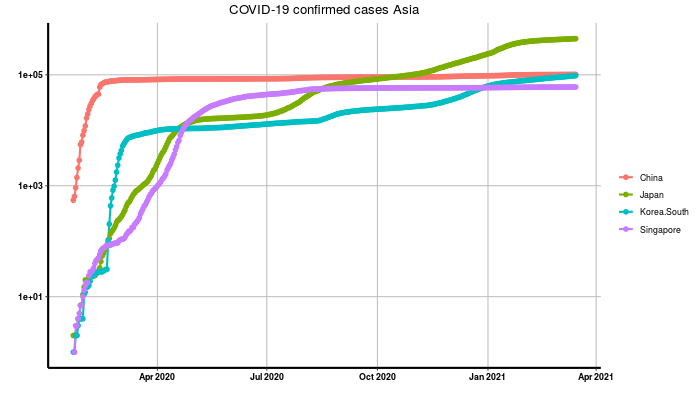 COVID-19 confirmed cases Asia
1e+05
1e+03
1e+01
Apr 2020 Jul 2020 Oct 2020 Jan 2021 Apr 2021
China
Japan
Korea.South
Singapore